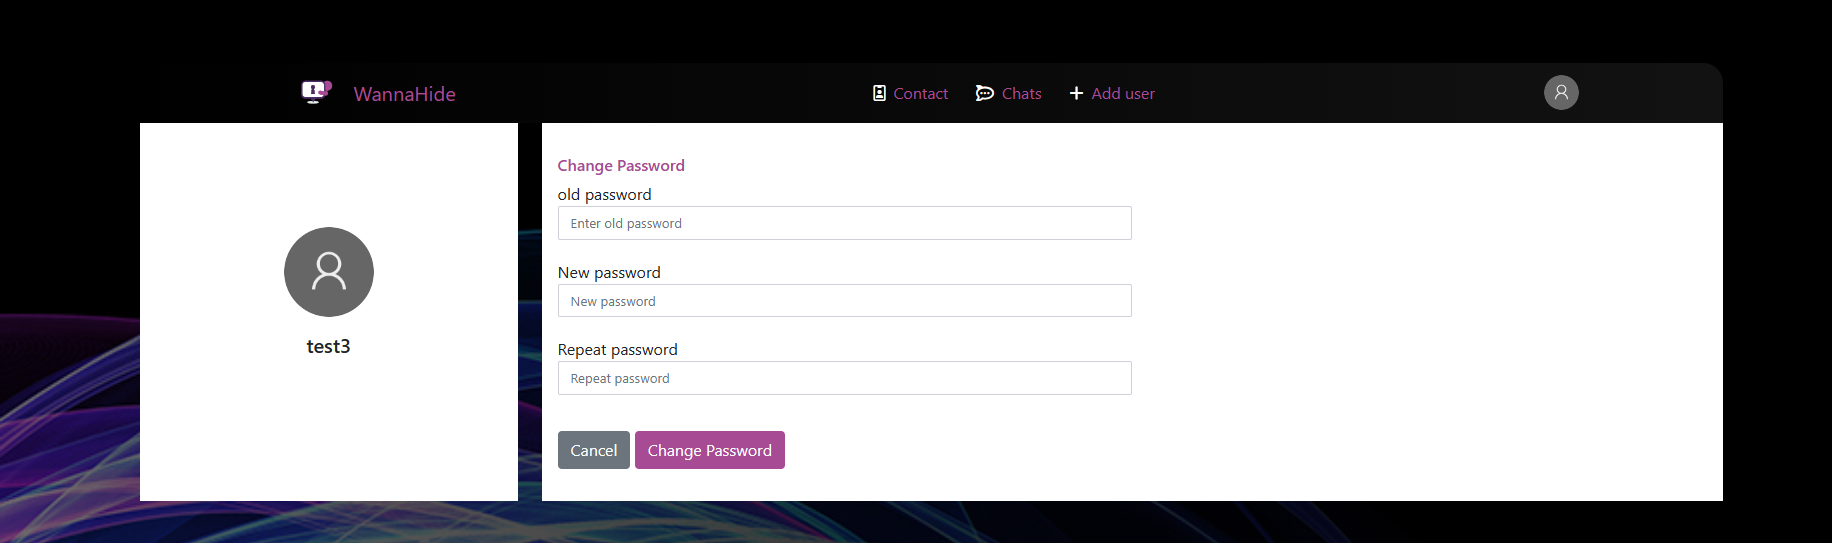 WannaHide Contact Chats Add user
test3
Change Password
old password
Enter old password
New password
New password
Repeat password
Repeat password
Cancel Change Password